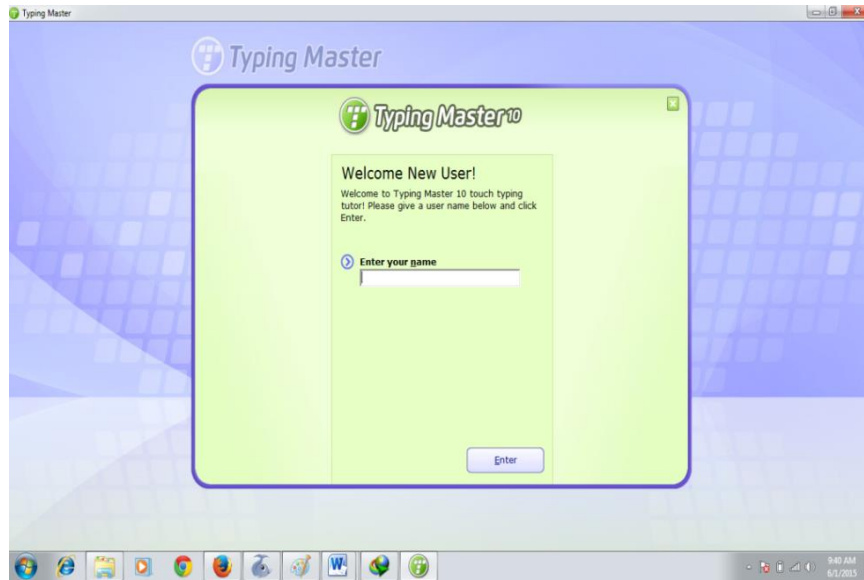 Typing Master
Typing Master
Typing Master 10
Welcome New User!
Welcome to Typing Master 10 touch typing
tutor! Please give a user name below and click
Enter.
Enter your name
Enter
9:40 AM
6/1/2015